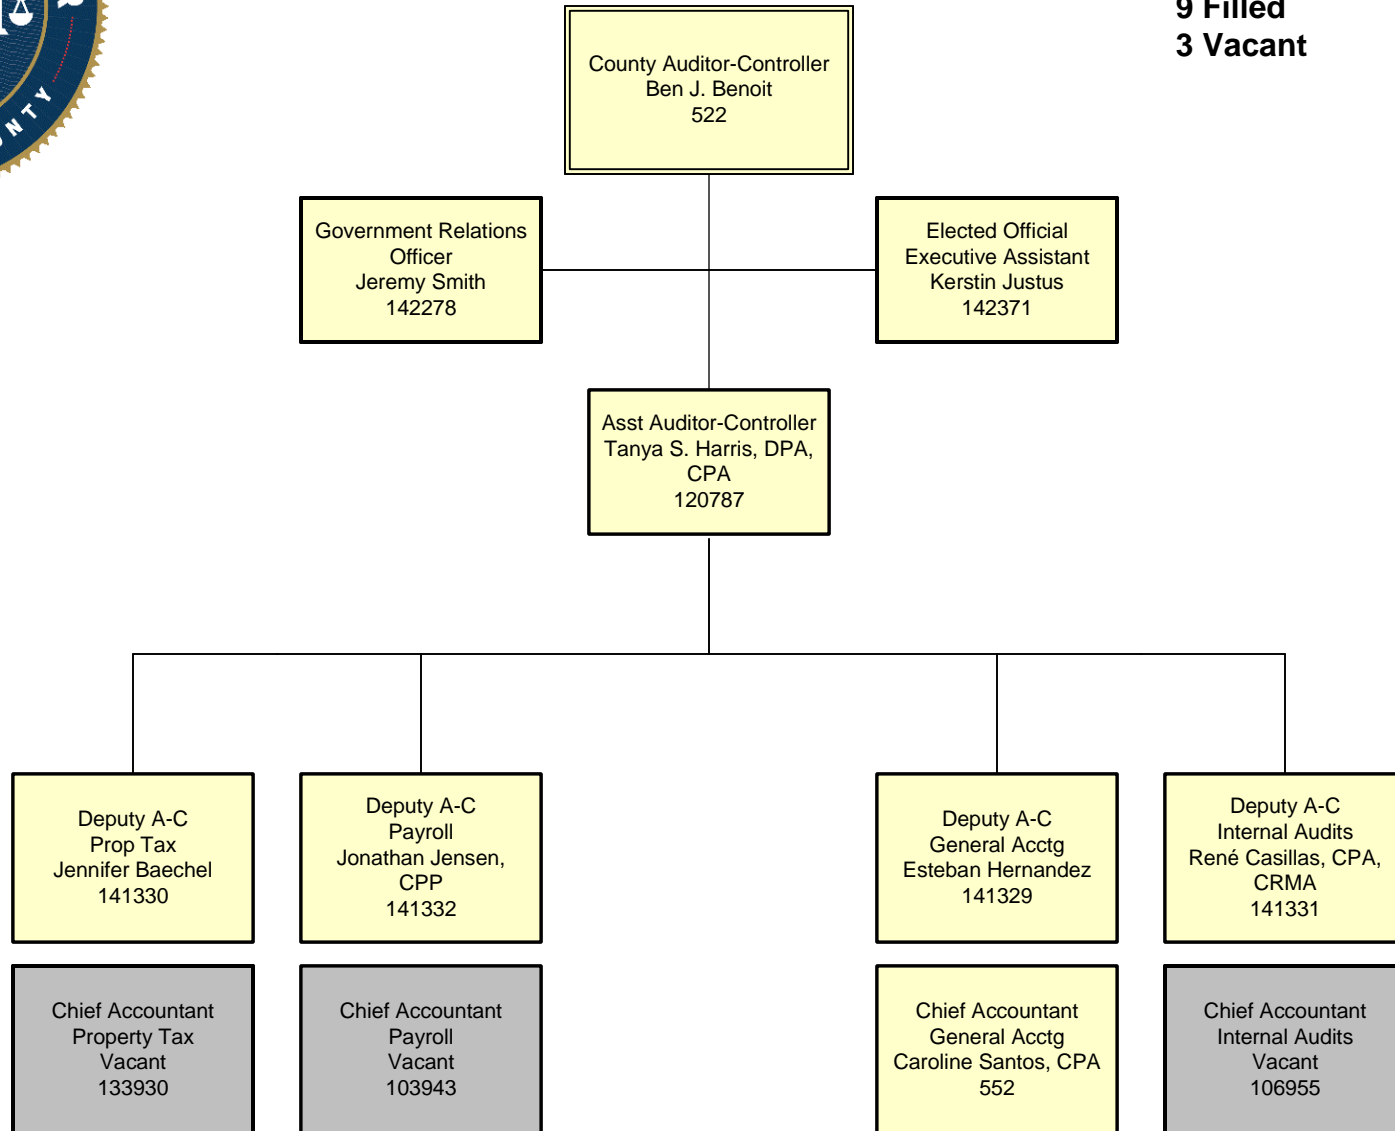 9 Filled
3 Vacant
County Auditor-Controller
Ben J. Benoit
522
Government Relations
Officer
Jeremy Smith
142278
Elected Official
Executive Assistant
Kerstin Justus
142371
Asst Auditor-Controller
Tanya S. Harris, DPA,
CPA
120787
Deputy A-C
Prop Tax
Jennifer Baechel
141330
Deputy A-C
Payroll
Jonathan Jensen,
CPP
141332
Deputy A-C
General Acctg
Esteban Hernandez
141329
Deputy A-C
Internal Audits
René Casillas, CPA,
CRMA
141331
Chief Accountant
Property Tax
Vacant
133930
Chief Accountant
Payroll
Vacant
103943
Chief Accountant
General Acctg
Caroline Santos, CPA
552
Chief Accountant
Internal Audits
Vacant
106955